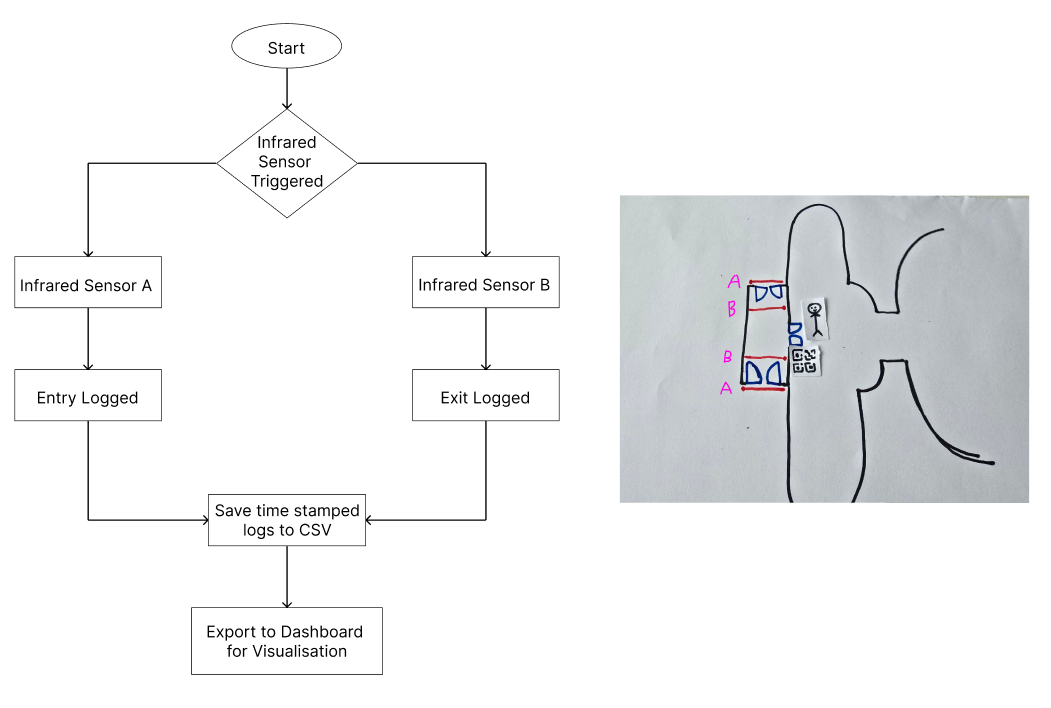 Start
Infrared
Sensor
Triggered
Infrared Sensor A
Infrared Sensor B
Entry Logged
Exit Logged
Save time stamped
logs to CSV
Export to Dashboard
for Visualisation
A
B
B
A